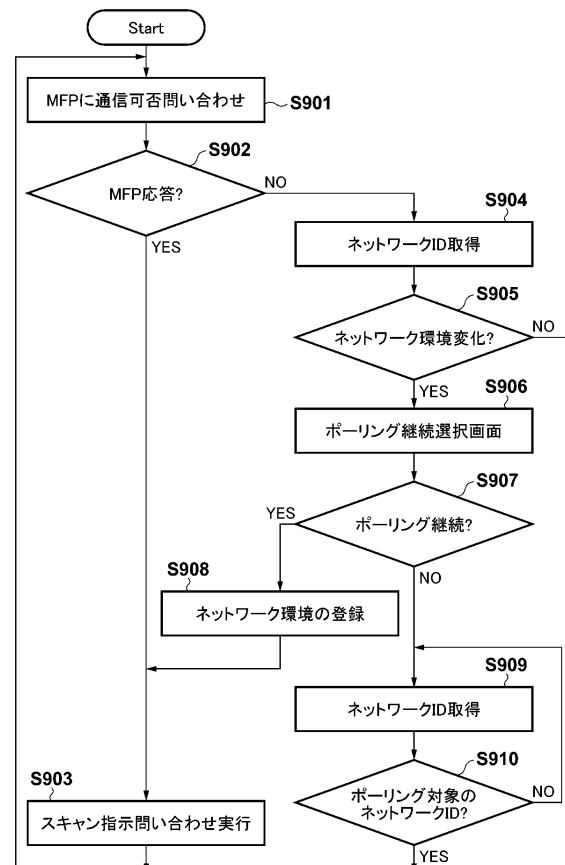 Start
MFPに通信可否問い合わせ
S901
S902
MFP応答?
NO
YES
S904
ネットワークID取得
S905
ネットワーク環境変化?
NO
YES
S906
ポーリング継続選択画面
S907
ポーリング継続?
YES
NO
S908
ネットワーク環境の登録
S909
ネットワークID取得
S910
ポーリング対象の
ネットワークID?
NO
YES
S903
スキャン指示問い合わせ実行